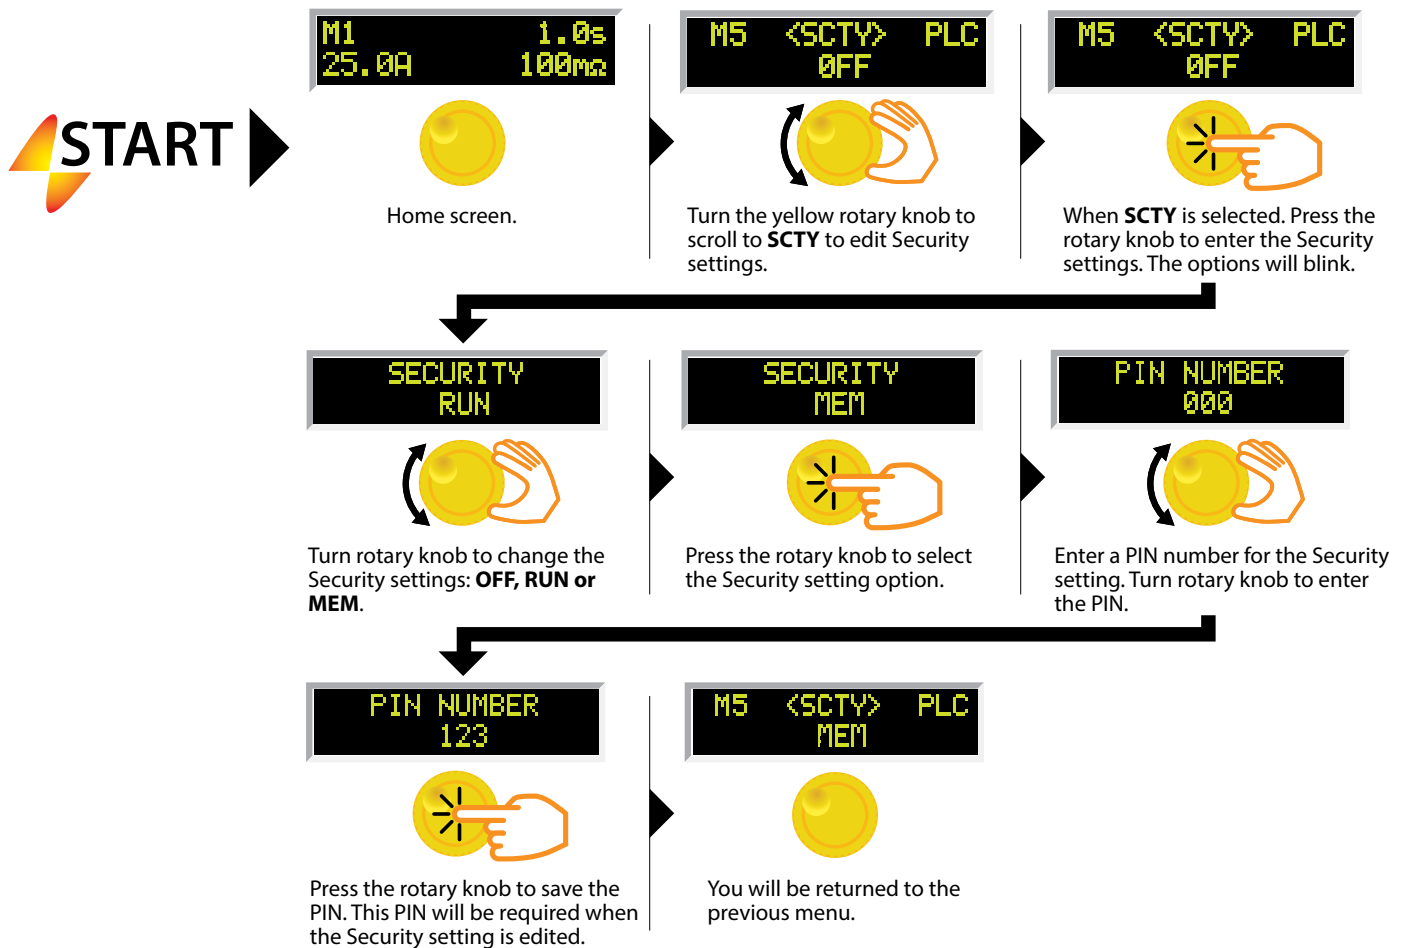 START
M1 1.0s
25.0A 100mΩ
Home screen.
M5 <SCTY> PLC
OFF
Turn the yellow rotary knob to
scroll to SCTY to edit Security
settings.
M5 <SCTY> PLC
OFF
When SCTY is selected. Press the
rotary knob to enter the Security
settings. The options will blink.
SECURITY
RUN
Turn rotary knob to change the
Security settings: OFF, RUN or
MEM.
SECURITY
MEM
Press the rotary knob to select
the Security setting option.
PIN NUMBER
000
Enter a PIN number for the Security
setting. Turn rotary knob to enter
the PIN.
PIN NUMBER
123
Press the rotary knob to save the
PIN. This PIN will be required when
the Security setting is edited.
M5 <SCTY> PLC
MEM
You will be returned to the
previous menu.